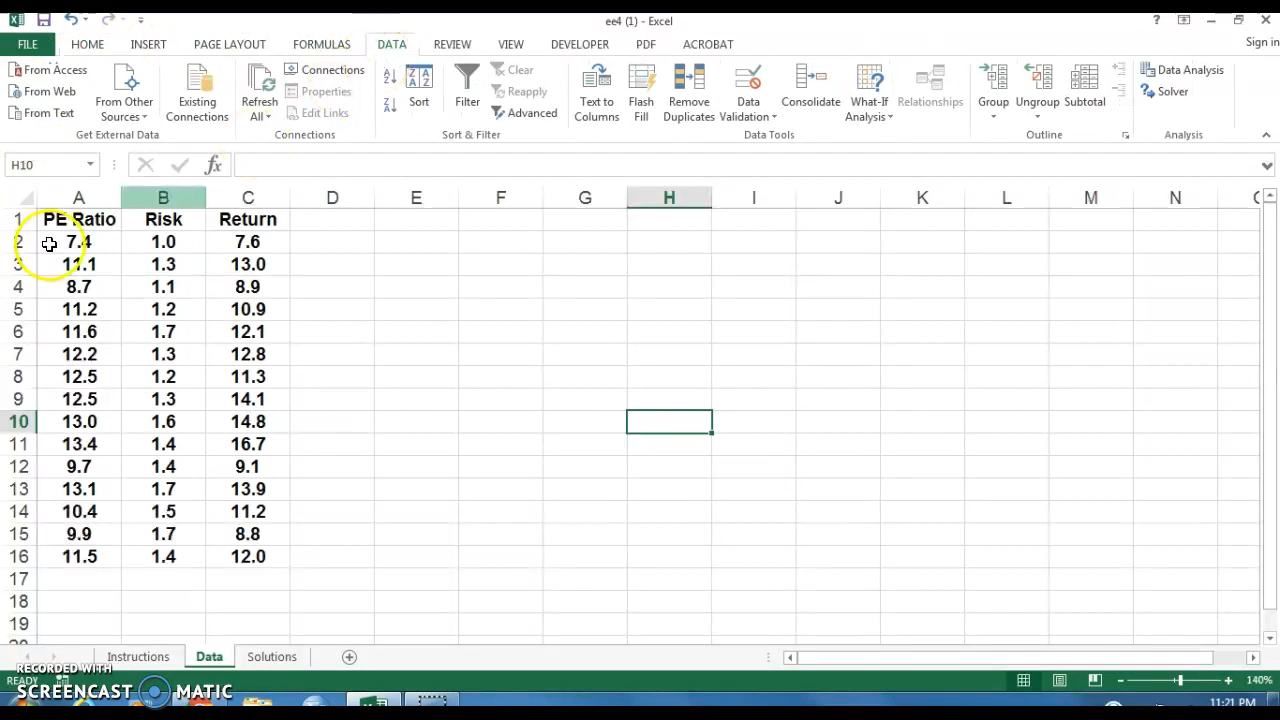 ee4 (1) - Excel
?
Sign in
FILE HOME INSERT PAGE LAYOUT FORMULAS DATA REVIEW VIEW DEVELOPER PDF ACROBAT
From Access
From Web
From Text
From Other Sources
Existing Connections
Get External Data
Refresh All
Connections
Properties
Edit Links
Connections
Sort
Filter
Clear
Reapply
Advanced
Sort & Filter
Text to Columns
Flash Fill
Remove Duplicates
Data Validation
Consolidate
What-If Analysis
Relationships
Data Tools
Group
Ungroup
Subtotal
Outline
Data Analysis
Solver
Analysis
H10 fx
A B C D E F G H I J K L M N
1 PE Ratio Risk Return
2 7.4 1.0 7.6
3 11.1 1.3 13.0
4 8.7 1.1 8.9
5 11.2 1.2 10.9
6 11.6 1.7 12.1
7 12.2 1.3 12.8
8 12.5 1.2 11.3
9 12.5 1.3 14.1
10 13.0 1.6 14.8
11 13.4 1.4 16.7
12 9.7 1.4 9.1
13 13.1 1.7 13.9
14 10.4 1.5 11.2
15 9.9 1.7 8.8
16 11.5 1.4 12.0
17
18
19
Instructions Data Solutions
RECORDED WITH
READY
SCREENCAST MATIC
140%
11:21 PM